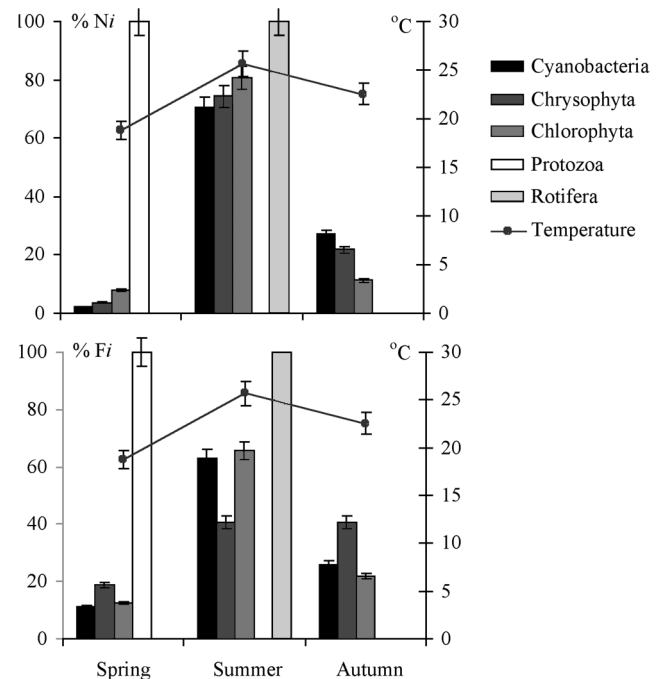 % Ni
°C
100
80
60
40
20
0
30
25
20
15
10
5
0
Cyanobacteria
Chrysophyta
Chlorophyta
Protozoa
Rotifera
Temperature
% Fi
°C
100
80
60
40
20
0
30
25
20
15
10
5
0
Spring Summer Autumn